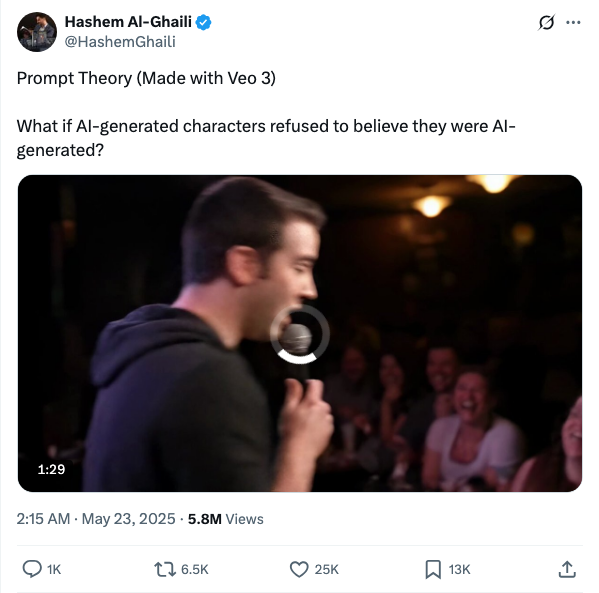 Hashem Al-Ghaili
@HashemGhaili
Prompt Theory (Made with Veo 3)
What if AI-generated characters refused to believe they were AI-
generated?
1:29
2:15 AM · May 23, 2025 · 5.8M Views
1K 6.5K 25K 13K